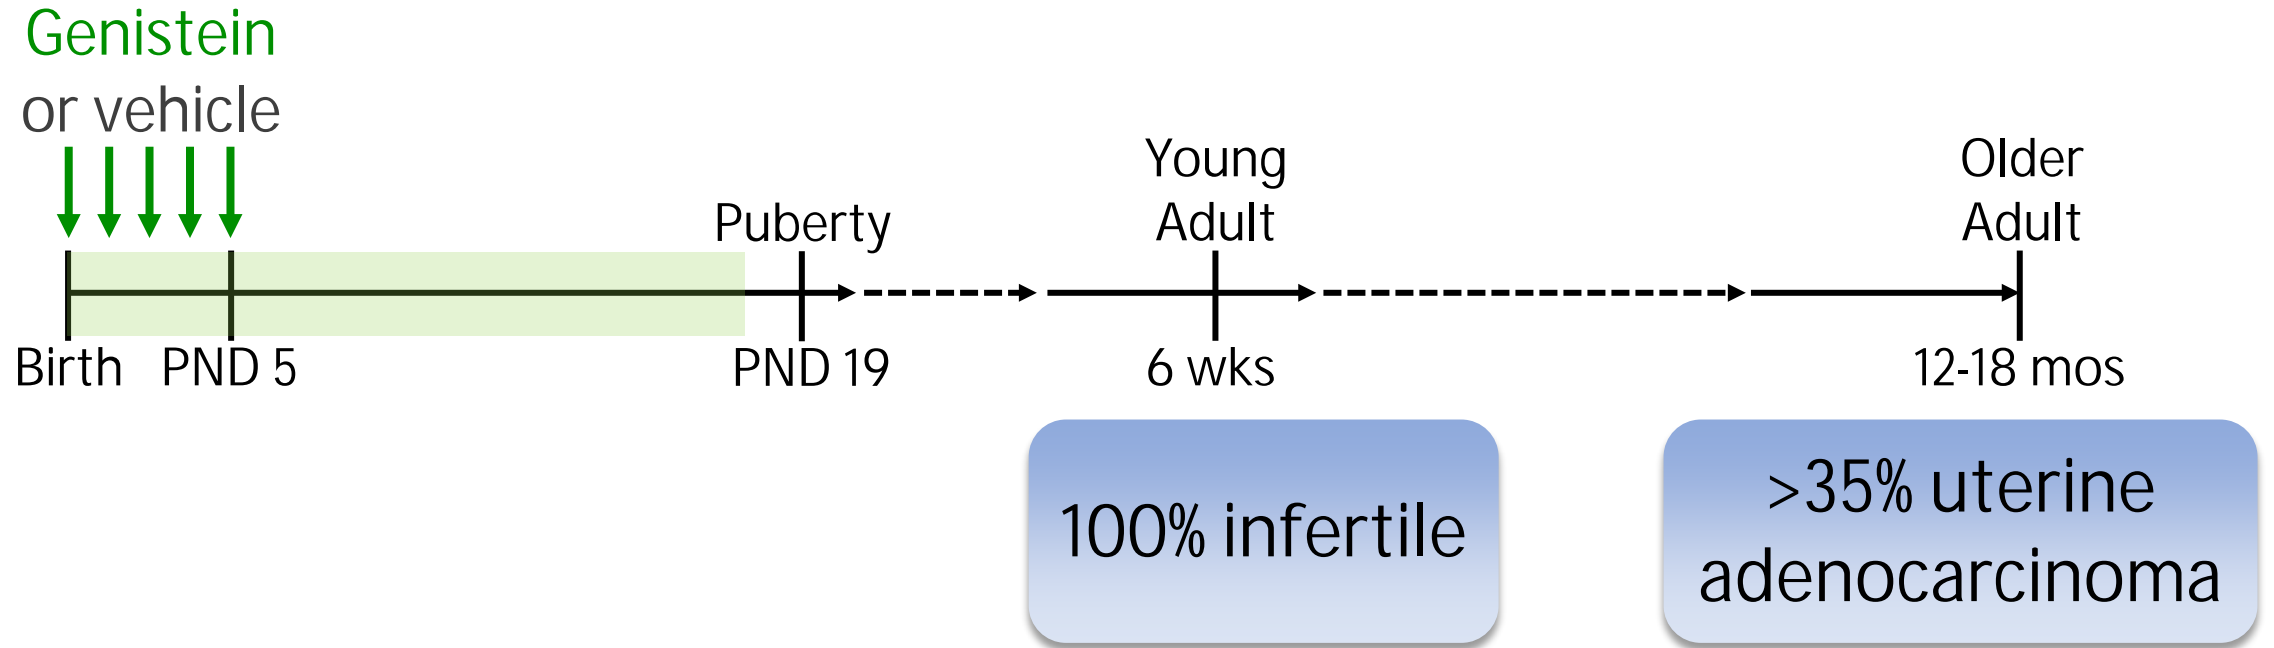 Genistein
or vehicle
Puberty
Young
Adult
Older
Adult
Birth
PND 5
PND 19
6 wks
12-18 mos
100% infertile
>35% uterine
adenocarcinoma